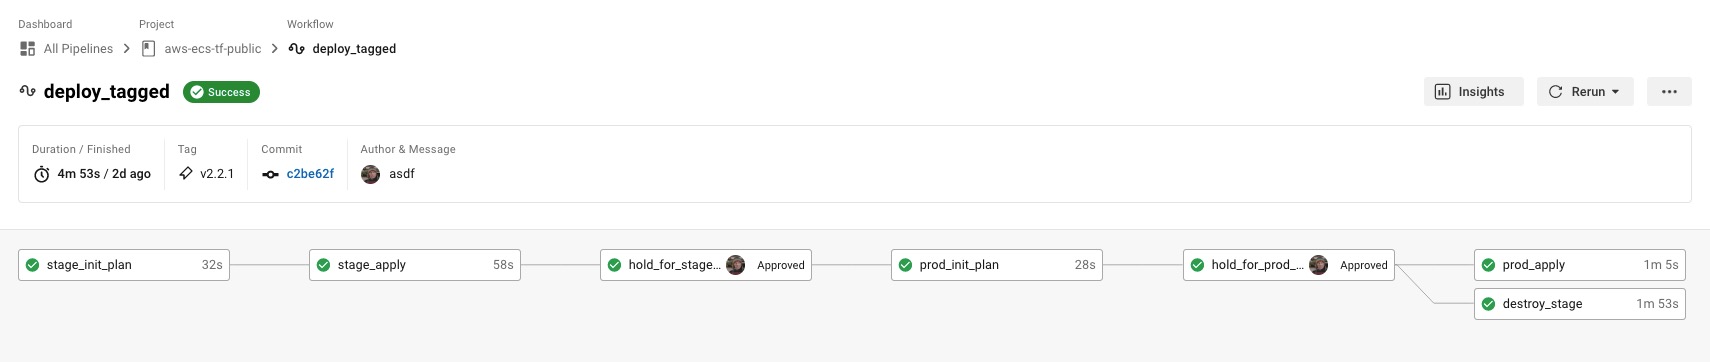 Dashboard Project Workflow
All Pipelines aws-ecs-tf-public deploy_tagged
deploy_tagged Success Insights Rerun
Duration / Finished Tag Commit Author & Message
4m 53s / 2d ago v2.2.1 c2be62f asdf
stage_init_plan 32s stage_apply 58s hold_for_stage... Approved prod_init_plan 28s hold_for_prod_... Approved prod_apply 1m 5s
destroy_stage 1m 53s